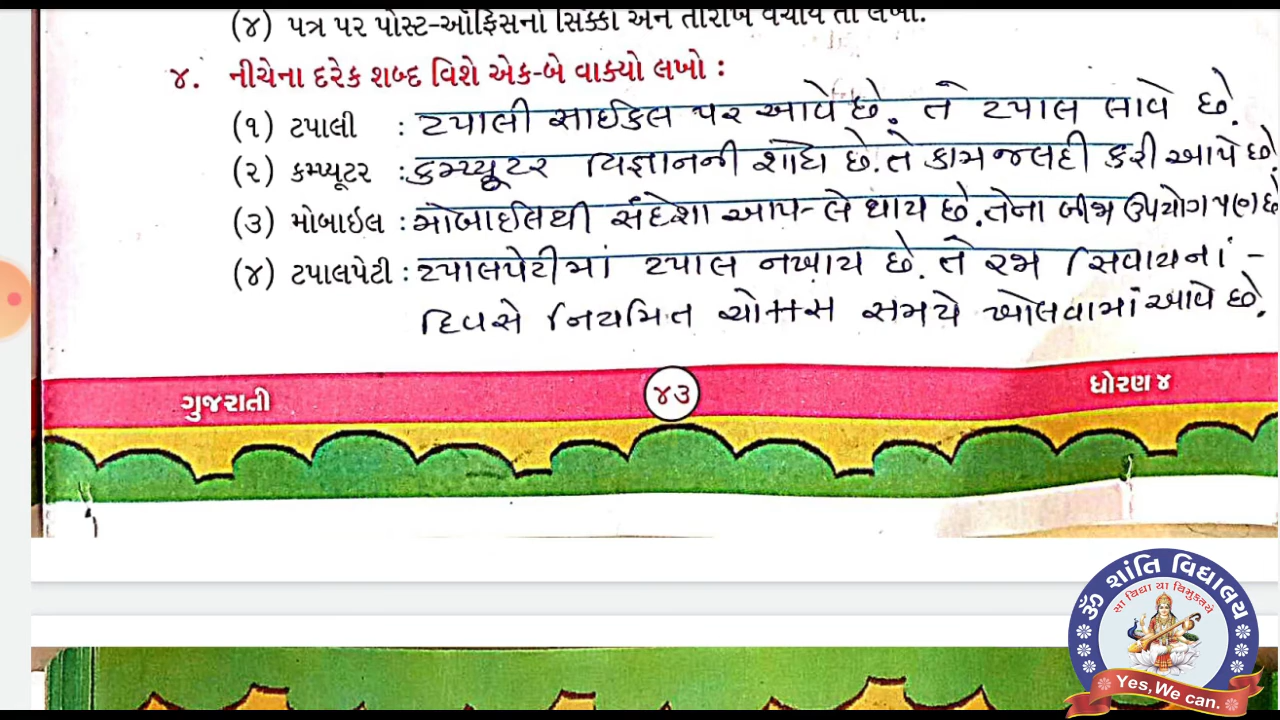 (૪) પત્ર પર પોસ્ટ-ઑફિસનો સિક્કો અને તારીખ વંચાય તો લખો.
૪. નીચેના દરેક શબ્દ વિશે એક-બે વાક્યો લખો :
(૧) ટપાલી : ટપાલી સાઈકલ પર આવે છે. તે ટપાલ લાવે છે.
(૨) કમ્પ્યૂટર : કમ્પ્યૂટર વિજ્ઞાનની શોધ છે. તે કામ જલદી કરી આપે છે.
(૩) મોબાઇલ : મોબાઈલથી સંદેશા આપ-લે થાય છે. તેના બીજા ઉપયોગ પણ છે
(૪) ટપાલપેટી : ટપાલપેટીમાં ટપાલ નખાય છે. તે રજા સિવાયનાં -
દિવસે નિયમિત ચોક્કસ સમયે ખોલવામાં આવે છે.
ગુજરાતી
૪૩
ધોરણ ૪
ૐ શાંતિ વિદ્યાલય
સા વિદ્યા યા વિમુક્તયે
Yes, We can.